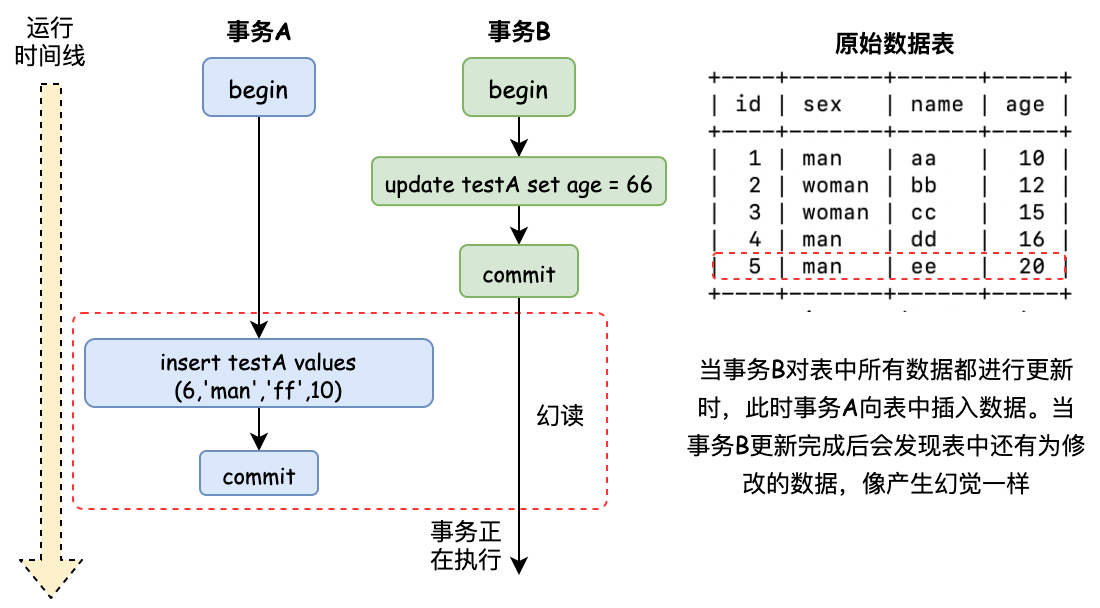 运行
时间线
事务A
begin
insert testA values
(6,'man','ff',10)
commit
事务B
begin
update testA set age = 66
commit
幻读
事务正
在执行
原始数据表
+----+-------+------+-----+
| id | sex | name | age |
+----+-------+------+-----+
| 1 | man | aa | 10 |
| 2 | woman | bb | 12 |
| 3 | woman | cc | 15 |
| 4 | man | dd | 16 |
| 5 | man | ee | 20 |
+----+-------+------+-----+
当事务B对表中所有数据都进行更新
时，此时事务A向表中插入数据。当
事务B更新完成后会发现表中还有为修
改的数据，像产生幻觉一样